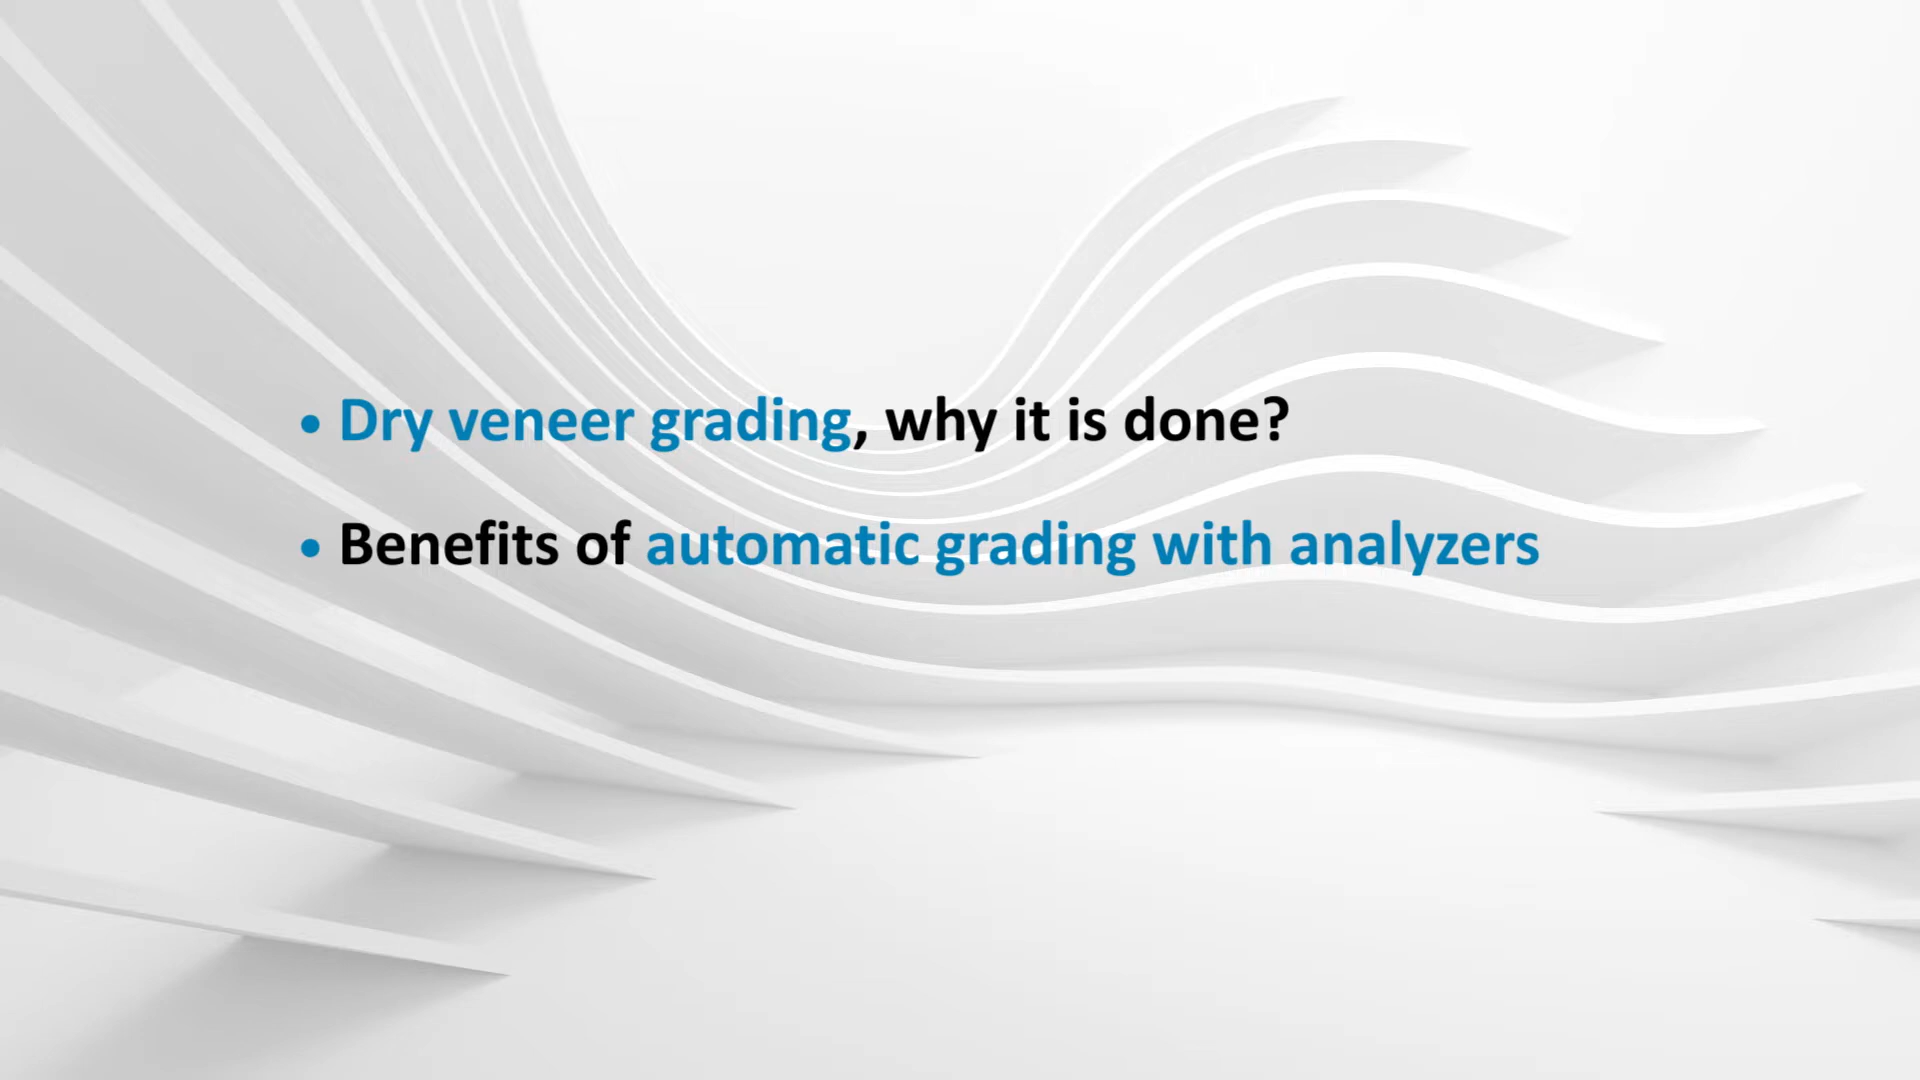 • Dry veneer grading, why it is done?
• Benefits of automatic grading with analyzers